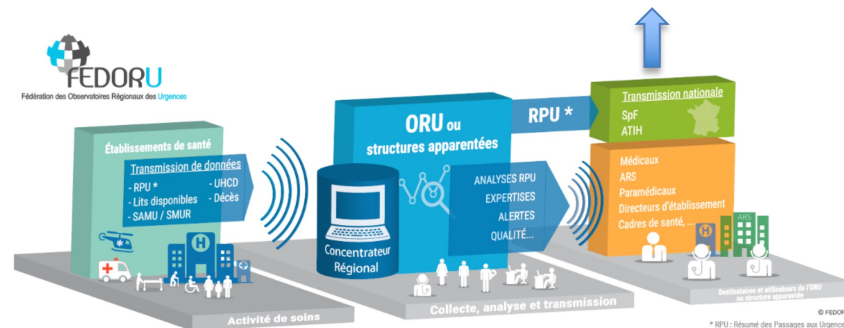 FEDORU
Fédération des Observatoires Régionaux des Urgences
Établissements de santé
Transmission de données
- RPU *
- Lits disponibles
- SAMU / SMUR
- UHCD
- Décès
H
Activité de soins
ORU ou
structures apparentées
Concentrateur
Régional
ANALYSES RPU
EXPERTISES
ALERTES
QUALITÉ...
Collecte, analyse et transmission
RPU *
Transmission nationale
SpF
ATIH
Médicaux
ARS
Paramédicaux
Directeurs d'établissement
Cadres de santé, ...
H
ARS
Destinataires et utilisateurs de l'ORU
ou structure apparentée
© FEDOR
* RPU : Résumé des Passages aux Urgence